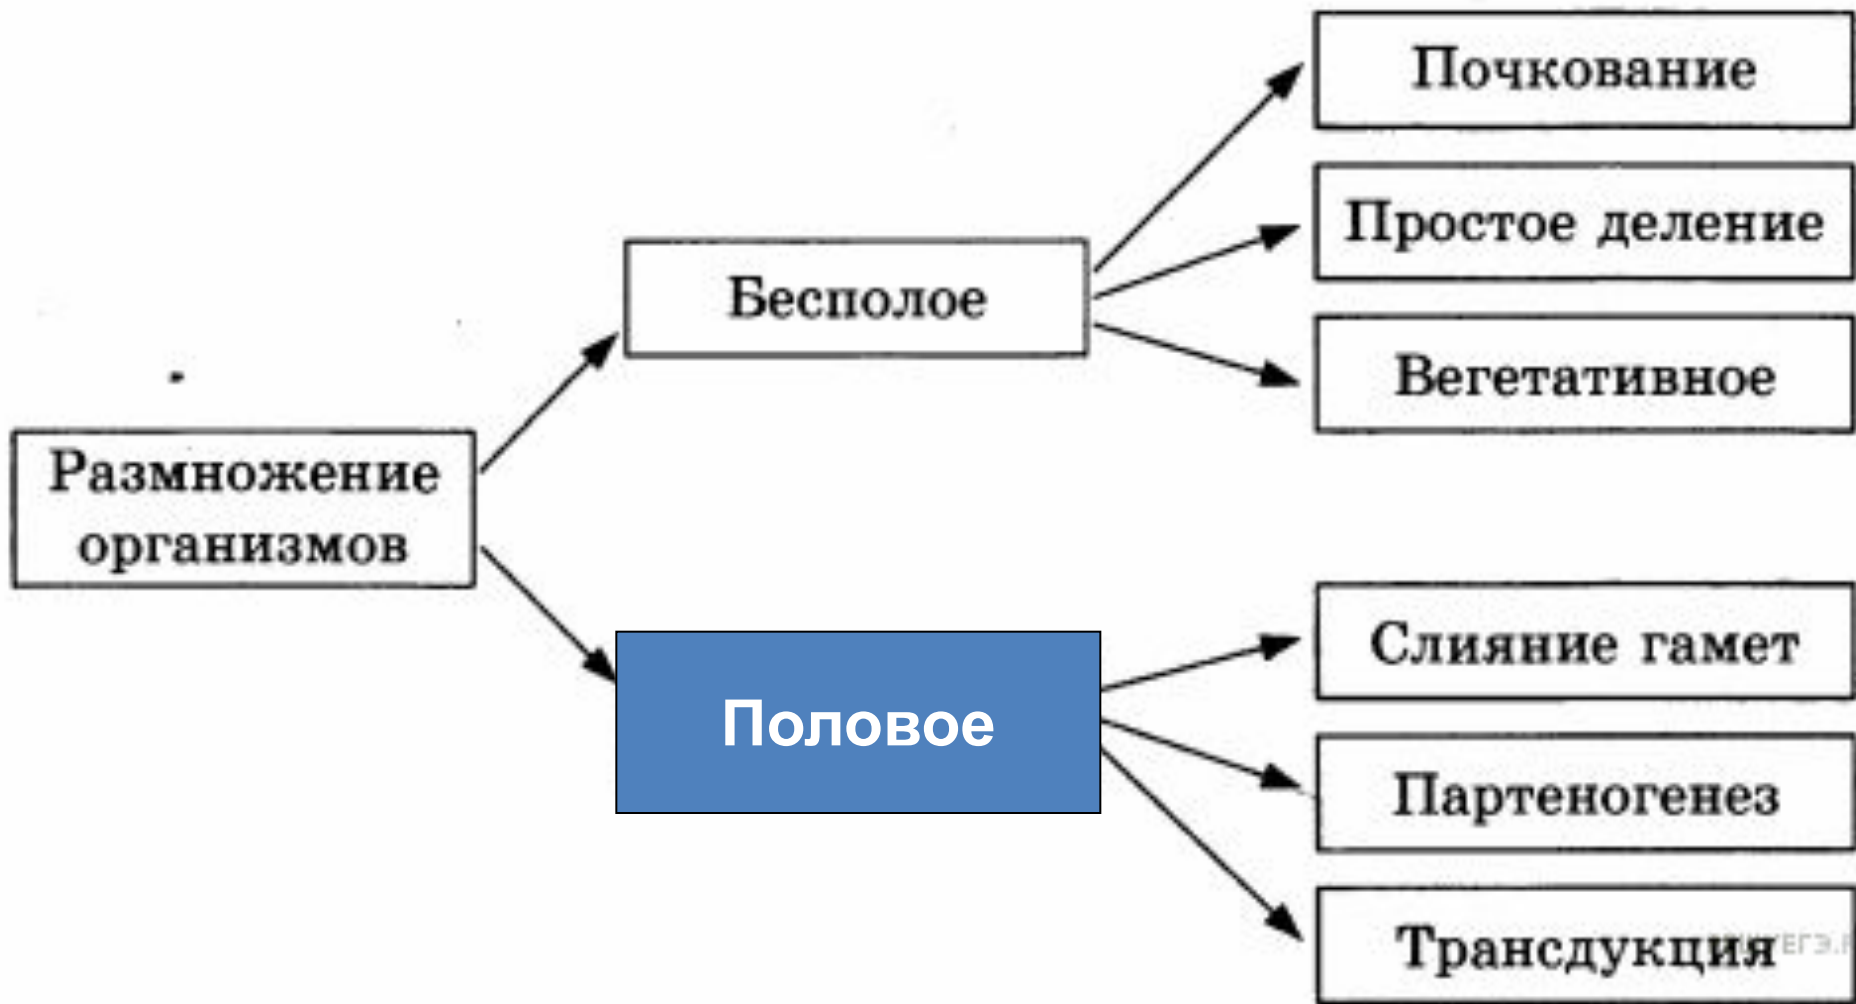 Почкование
Простое деление
Бесполое
Вегетативное
Размножение
организмов
Слияние гамет
Половое
Партеногенез
Трансдукция